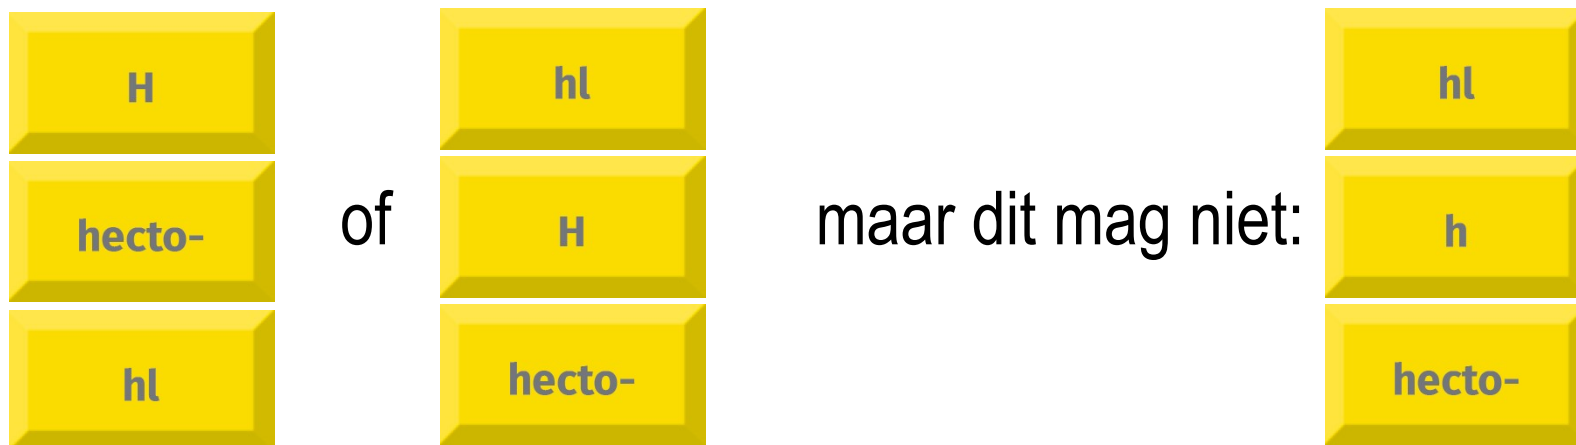 H
hecto-
hl
of
hl
H
hecto-
maar dit mag niet:
hl
h
hecto-